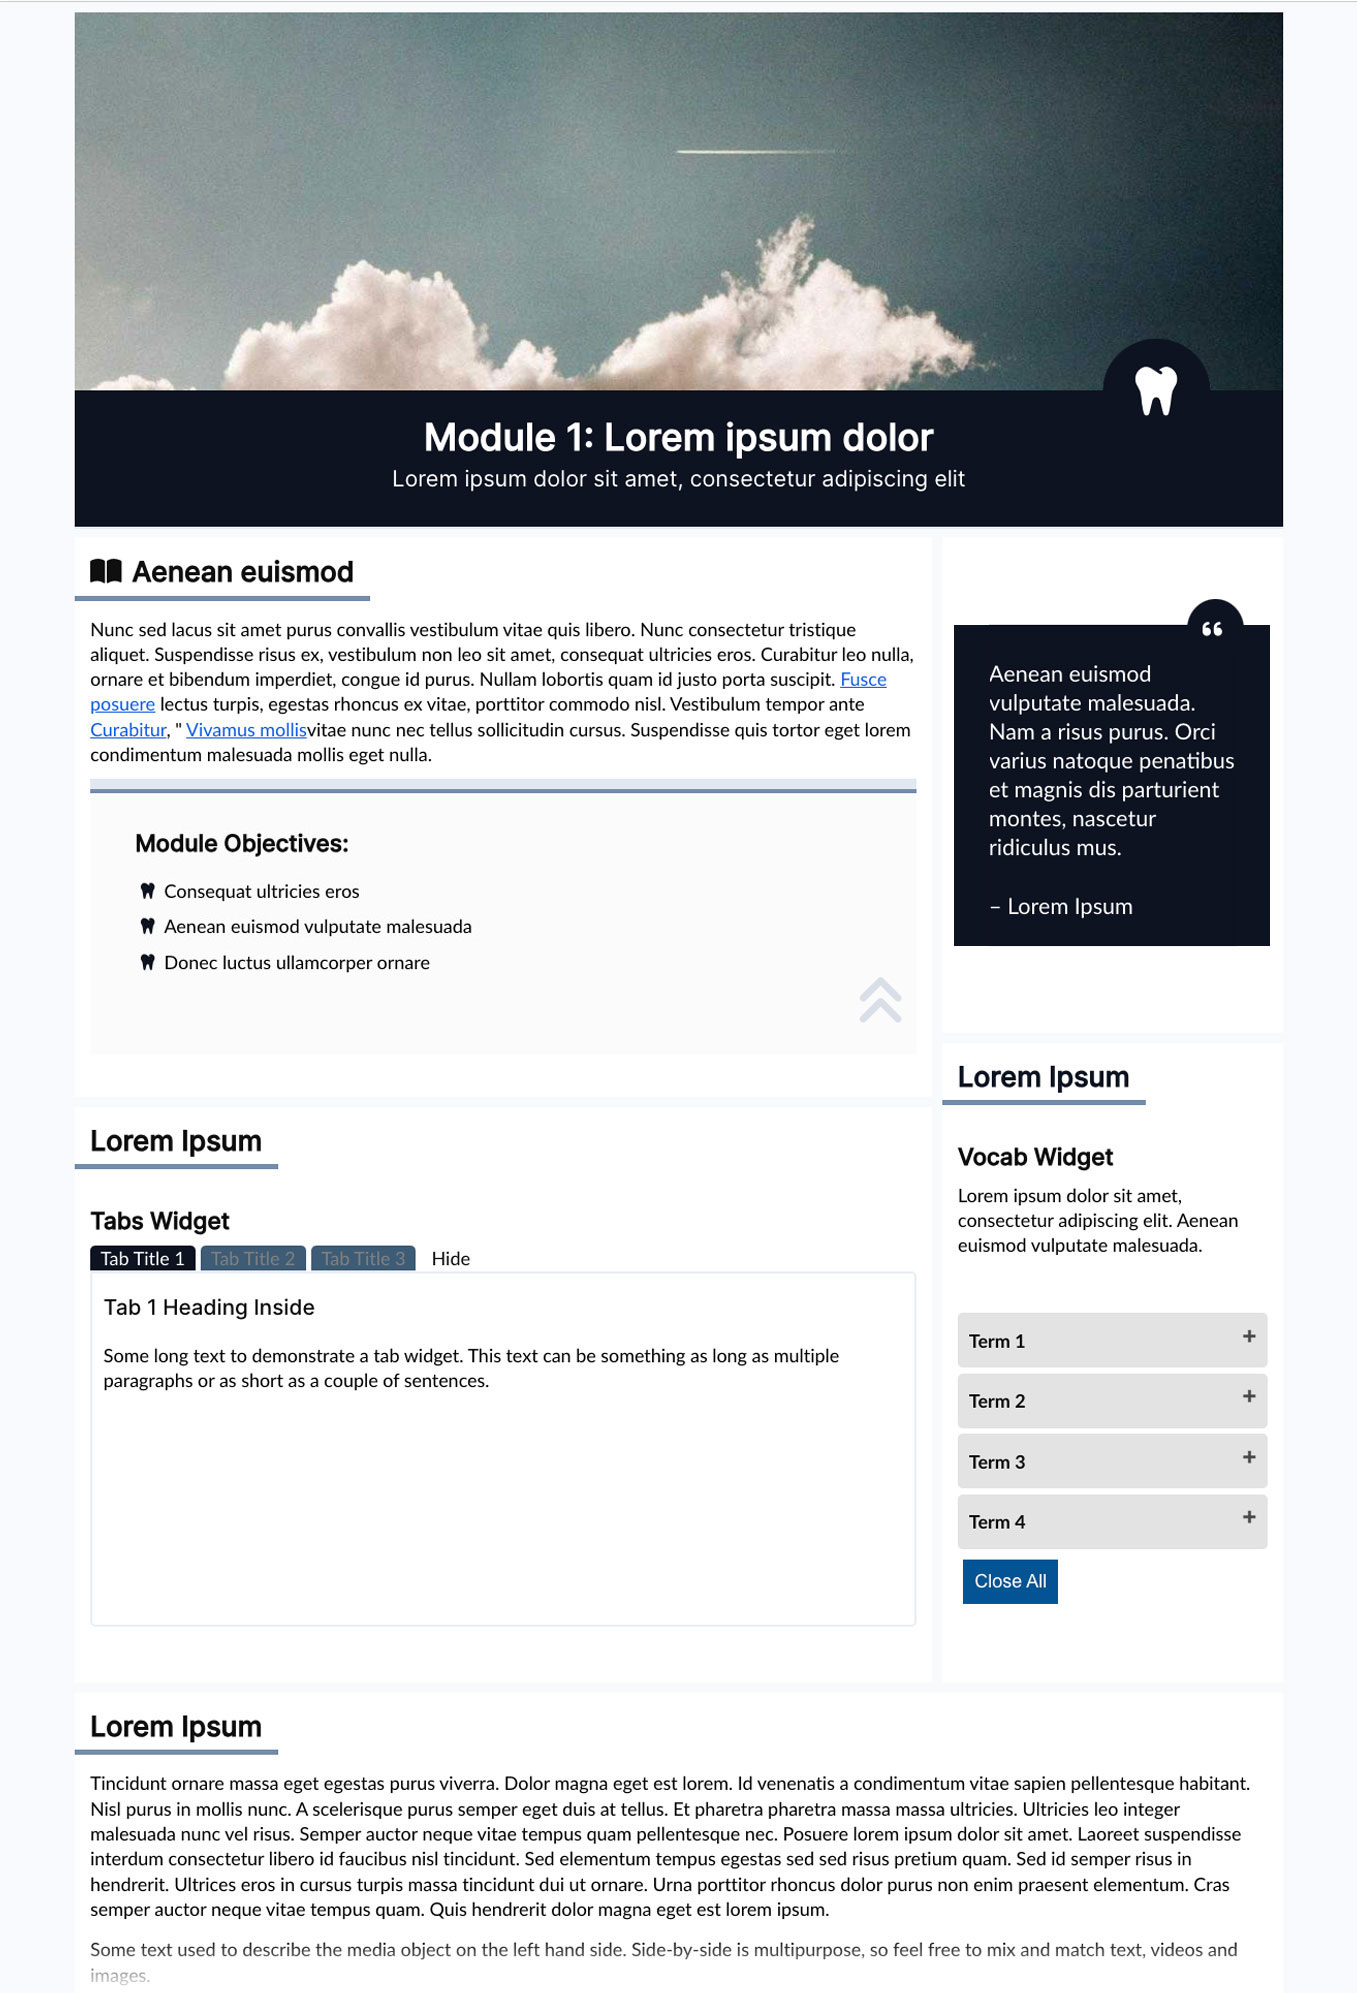 Module 1: Lorem ipsum dolor
Lorem ipsum dolor sit amet, consectetur adipiscing elit
Aenean euismod
Nunc sed lacus sit amet purus convallis vestibulum vitae quis libero. Nunc consectetur tristique
aliquet. Suspendisse risus ex, vestibulum non leo sit amet, consequat ultricies eros. Curabitur leo nulla,
ornare et bibendum imperdiet, congue id purus. Nullam lobortis quam id justo porta suscipit. Fusce
posuere lectus turpis, egestas rhoncus ex vitae, porttitor commodo nisl. Vestibulum tempor ante
Curabitur, " Vivamus mollisvitae nunc nec tellus sollicitudin cursus. Suspendisse quis tortor eget lorem
condimentum malesuada mollis eget nulla.
Module Objectives:
Consequat ultricies eros
Aenean euismod vulputate malesuada
Donec luctus ullamcorper ornare
“
Aenean euismod
vulputate malesuada.
Nam a risus purus. Orci
varius natoque penatibus
et magnis dis parturient
montes, nascetur
ridiculus mus.
– Lorem Ipsum
Lorem Ipsum
Tabs Widget
Tab Title 1 Tab Title 2 Tab Title 3 Hide
Tab 1 Heading Inside
Some long text to demonstrate a tab widget. This text can be something as long as multiple
paragraphs or as short as a couple of sentences.
Lorem Ipsum
Vocab Widget
Lorem ipsum dolor sit amet,
consectetur adipiscing elit. Aenean
euismod vulputate malesuada.
Term 1 +
Term 2 +
Term 3 +
Term 4 +
Close All
Lorem Ipsum
Tincidunt ornare massa eget egestas purus viverra. Dolor magna eget est lorem. Id venenatis a condimentum vitae sapien pellentesque habitant.
Nisl purus in mollis nunc. A scelerisque purus semper eget duis at tellus. Et pharetra pharetra massa massa ultricies. Ultricies leo integer
malesuada nunc vel risus. Semper auctor neque vitae tempus quam pellentesque nec. Posuere lorem ipsum dolor sit amet. Laoreet suspendisse
interdum consectetur libero id faucibus nisl tincidunt. Sed elementum tempus egestas sed sed risus pretium quam. Sed id semper risus in
hendrerit. Ultrices eros in cursus turpis massa tincidunt dui ut ornare. Urna porttitor rhoncus dolor purus non enim praesent elementum. Cras
semper auctor neque vitae tempus quam. Quis hendrerit dolor magna eget est lorem ipsum.
Some text used to describe the media object on the left hand side. Side-by-side is multipurpose, so feel free to mix and match text, videos and
images.